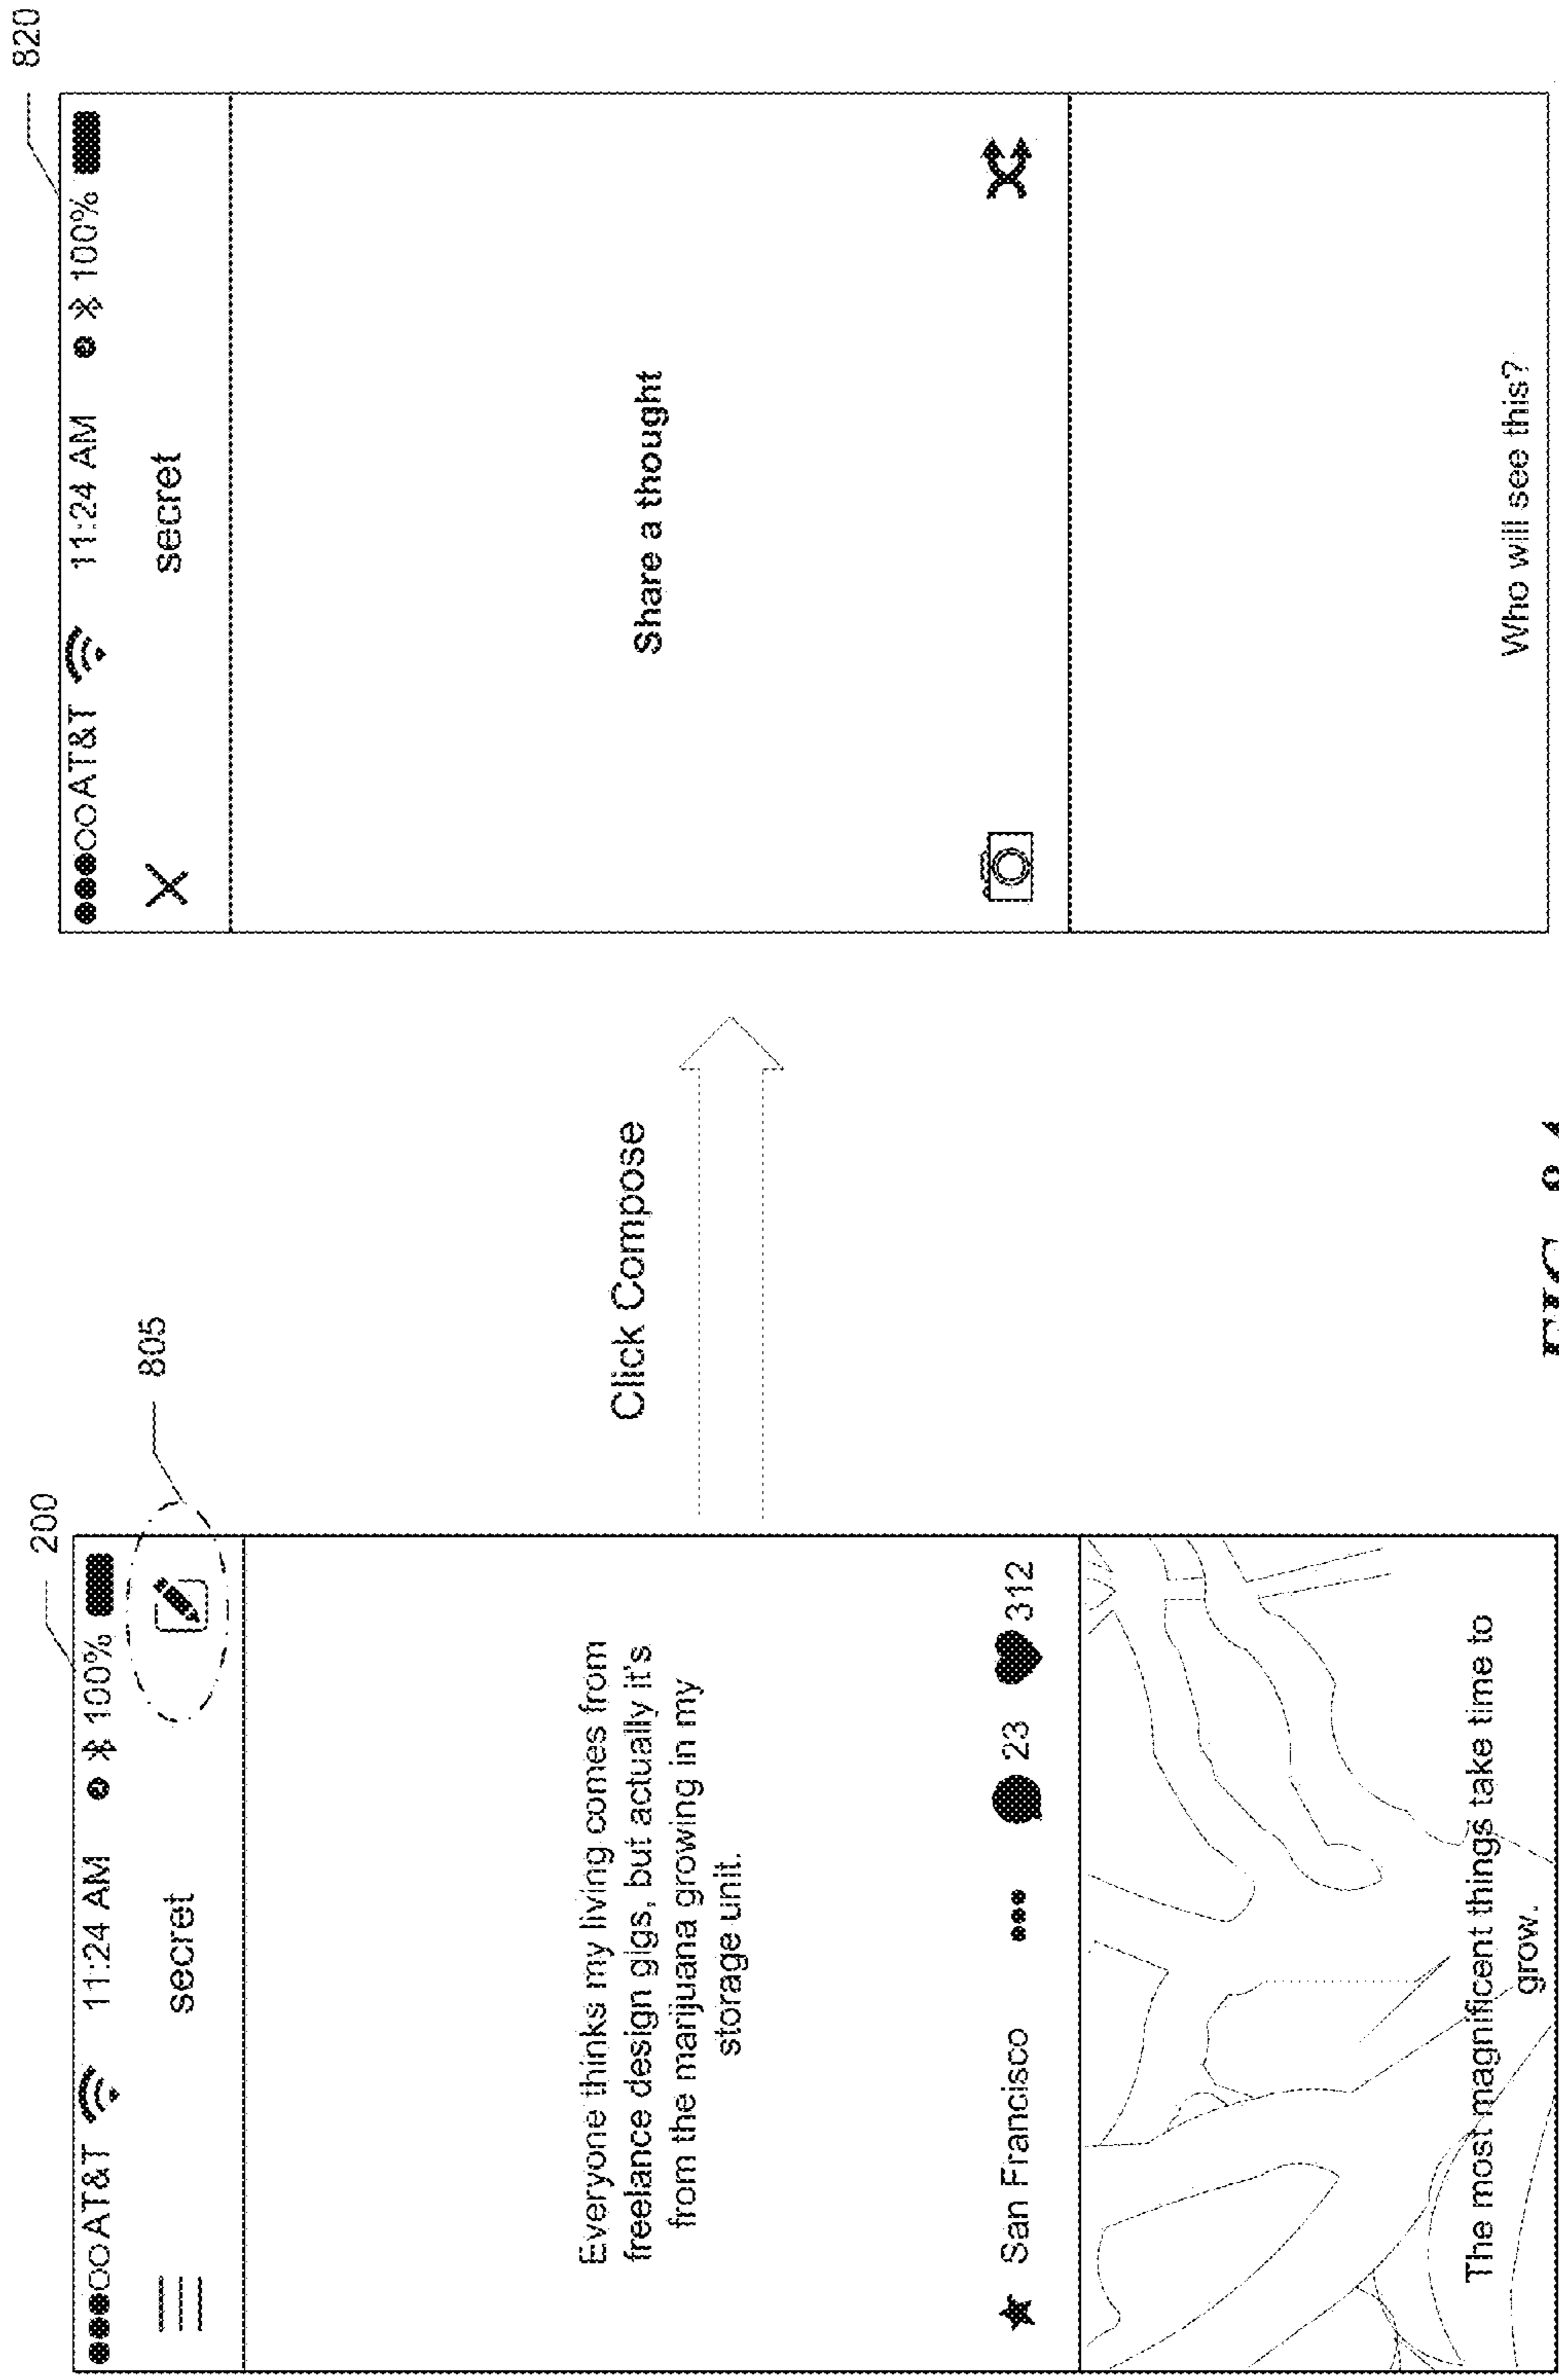 200
AT&T 11:24 AM 100%
secret
805
Everyone thinks my living comes from
freelance design gigs, but actually it's
from the marijuana growing in my
storage unit.
San Francisco 23 312
The most magnificent things take time to
grow.
Click Compose
820
AT&T 11:24 AM 100%
secret
Share a thought
Who will see this?